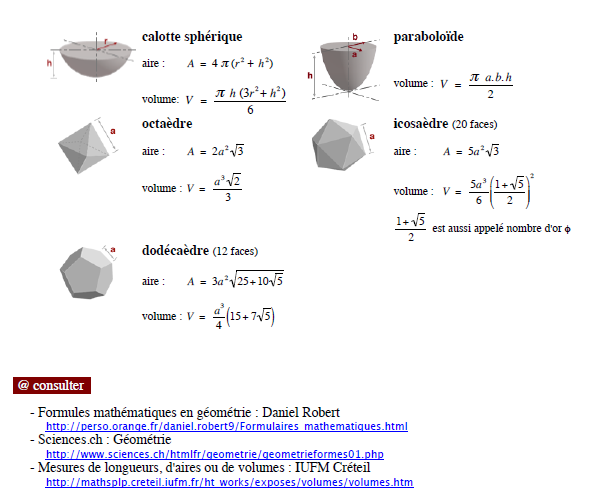 calotte sphérique
aire : A = 4 π (r² + h²)
volume: V = π h (3r² + h²) / 6
r
h
paraboloïde
volume : V = π a.b.h / 2
b
a
h
octaèdre
aire : A = 2a²√3
volume : V = a³√2 / 3
a
icosaèdre (20 faces)
aire : A = 5a²√3
volume : V = 5a³/6 ((1+√5)/2)²
(1+√5)/2 est aussi appelé nombre d'or ϕ
a
dodécaèdre (12 faces)
aire : A = 3a²√(25+10√5)
volume : V = a³/4 (15+7√5)
a
@ consulter
- Formules mathématiques en géométrie : Daniel Robert
http://perso.orange.fr/daniel.robert9/Formulaires_mathematiques.html
- Sciences.ch : Géométrie
http://www.sciences.ch/htmlfr/geometrie/geometrieformes01.php
- Mesures de longueurs, d'aires ou de volumes : IUFM Créteil
http://mathsplp.creteil.iufm.fr/ht_works/exposes/volumes/volumes.htm